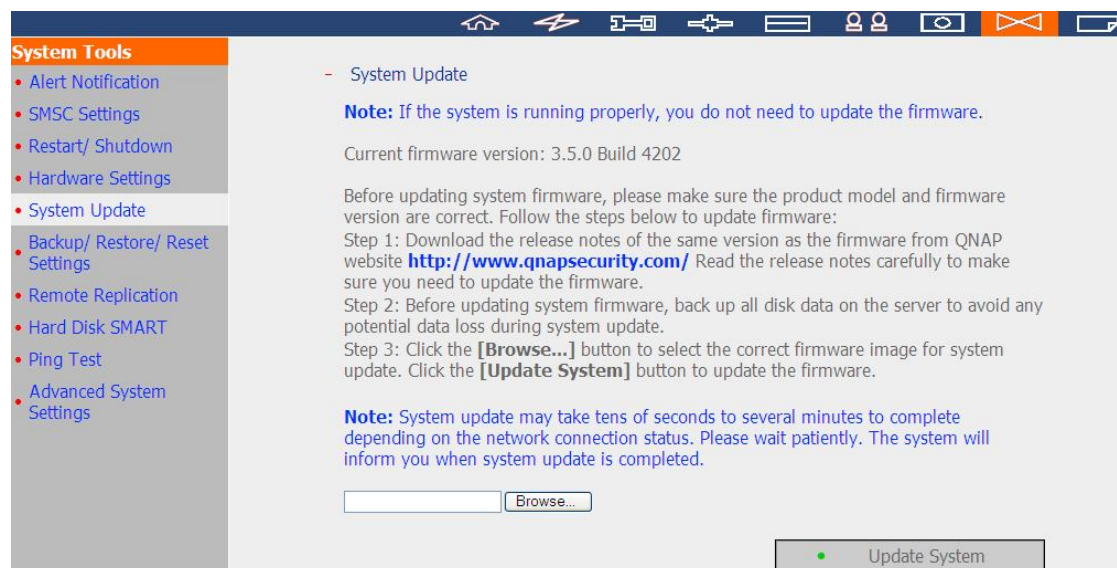 System Tools
Alert Notification
SMSC Settings
Restart/ Shutdown
Hardware Settings
System Update
Backup/ Restore/ Reset
Settings
Remote Replication
Hard Disk SMART
Ping Test
Advanced System
Settings
- System Update
Note: If the system is running properly, you do not need to update the firmware.
Current firmware version: 3.5.0 Build 4202
Before updating system firmware, please make sure the product model and firmware
version are correct. Follow the steps below to update firmware:
Step 1: Download the release notes of the same version as the firmware from QNAP
website http://www.qnapsecurity.com/ Read the release notes carefully to make
sure you need to update the firmware.
Step 2: Before updating system firmware, back up all disk data on the server to avoid any
potential data loss during system update.
Step 3: Click the [Browse...] button to select the correct firmware image for system
update. Click the [Update System] button to update the firmware.
Note: System update may take tens of seconds to several minutes to complete
depending on the network connection status. Please wait patiently. The system will
inform you when system update is completed.
Browse...
Update System